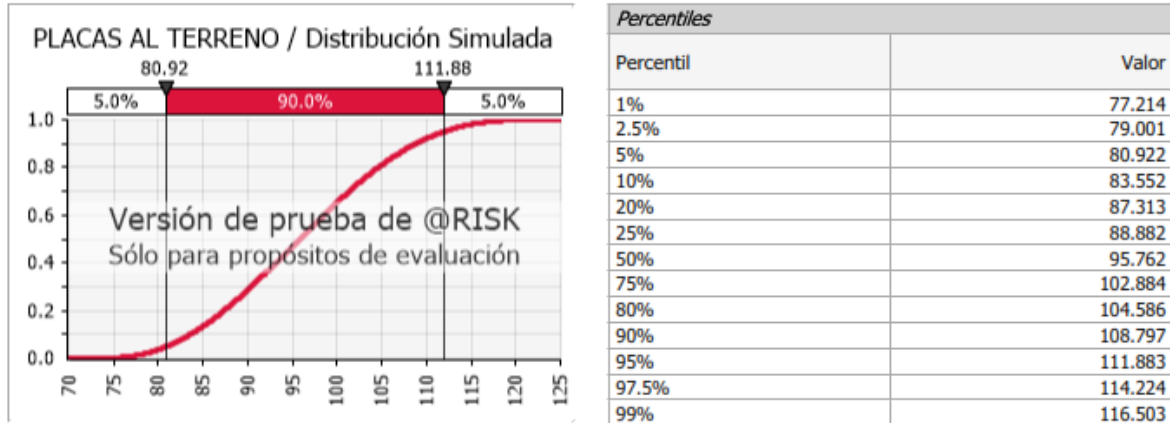 PLACAS AL TERRENO / Distribución Simulada
80.92 111.88
5.0% 90.0% 5.0%
1.0
0.8
0.6
0.4
0.2
0.0
Versión de prueba de @RISK
Sólo para propósitos de evaluación
70 75 80 85 90 95 100 105 110 115 120 125
Percentiles
Percentil Valor
1% 77.214
2.5% 79.001
5% 80.922
10% 83.552
20% 87.313
25% 88.882
50% 95.762
75% 102.884
80% 104.586
90% 108.797
95% 111.883
97.5% 114.224
99% 116.503